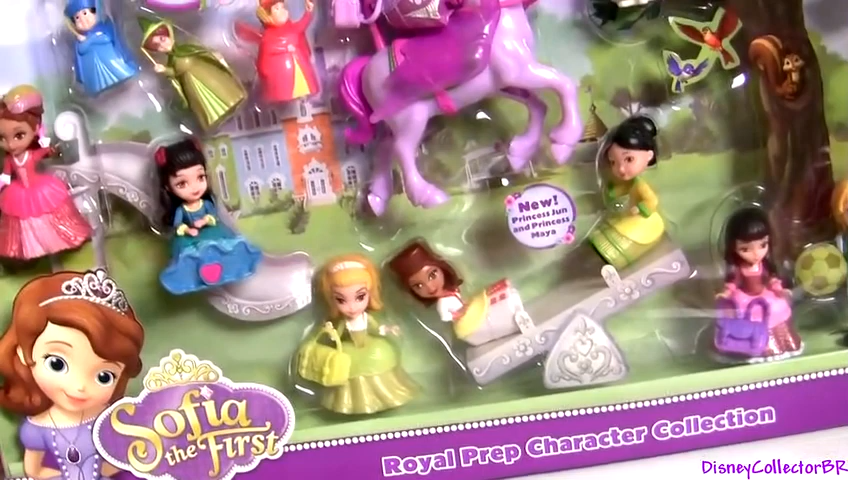 New!
Princess Jun
and Princess
Maya
Sofia
the First
Royal Prep Character Collection
DisneyCollectorBR